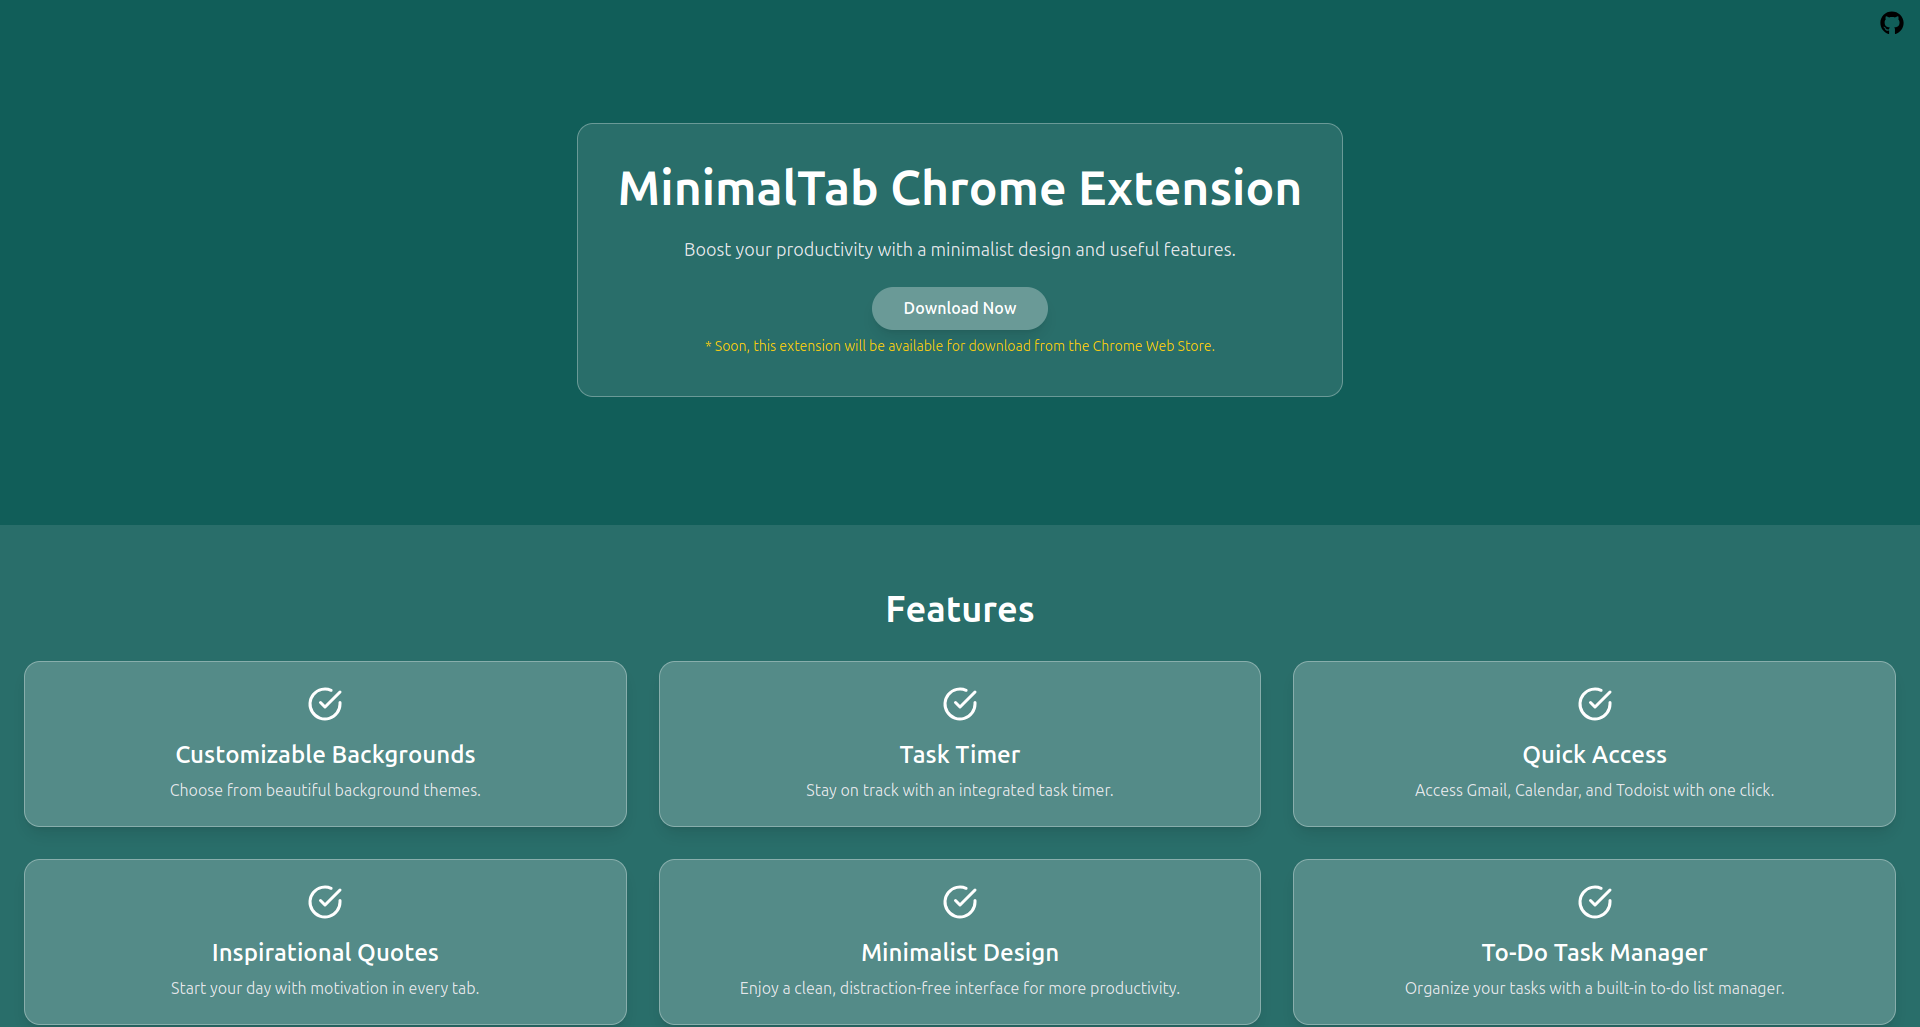 MinimalTab Chrome Extension
Boost your productivity with a minimalist design and useful features.
Download Now
* Soon, this extension will be available for download from the Chrome Web Store.
Features
Customizable Backgrounds
Choose from beautiful background themes.
Task Timer
Stay on track with an integrated task timer.
Quick Access
Access Gmail, Calendar, and Todoist with one click.
Inspirational Quotes
Start your day with motivation in every tab.
Minimalist Design
Enjoy a clean, distraction-free interface for more productivity.
To-Do Task Manager
Organize your tasks with a built-in to-do list manager.